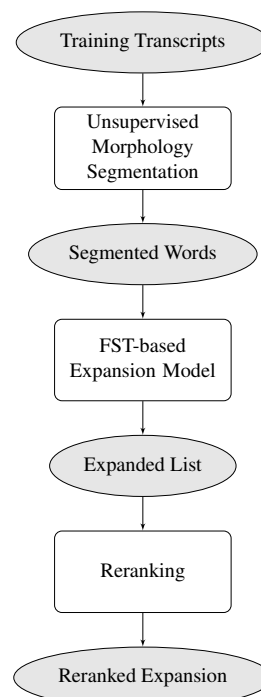 Training Transcripts
Unsupervised
Morphology
Segmentation
Segmented Words
FST-based
Expansion Model
Expanded List
Reranking
Reranked Expansion